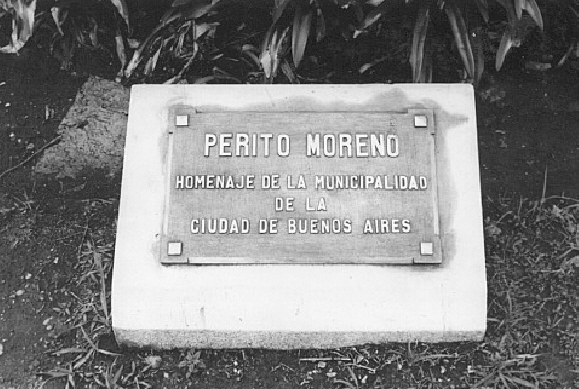 PERITO MORENO
HOMENAJE DE LA MUNICIPALIDAD
DE LA
CIUDAD DE BUENOS AIRES